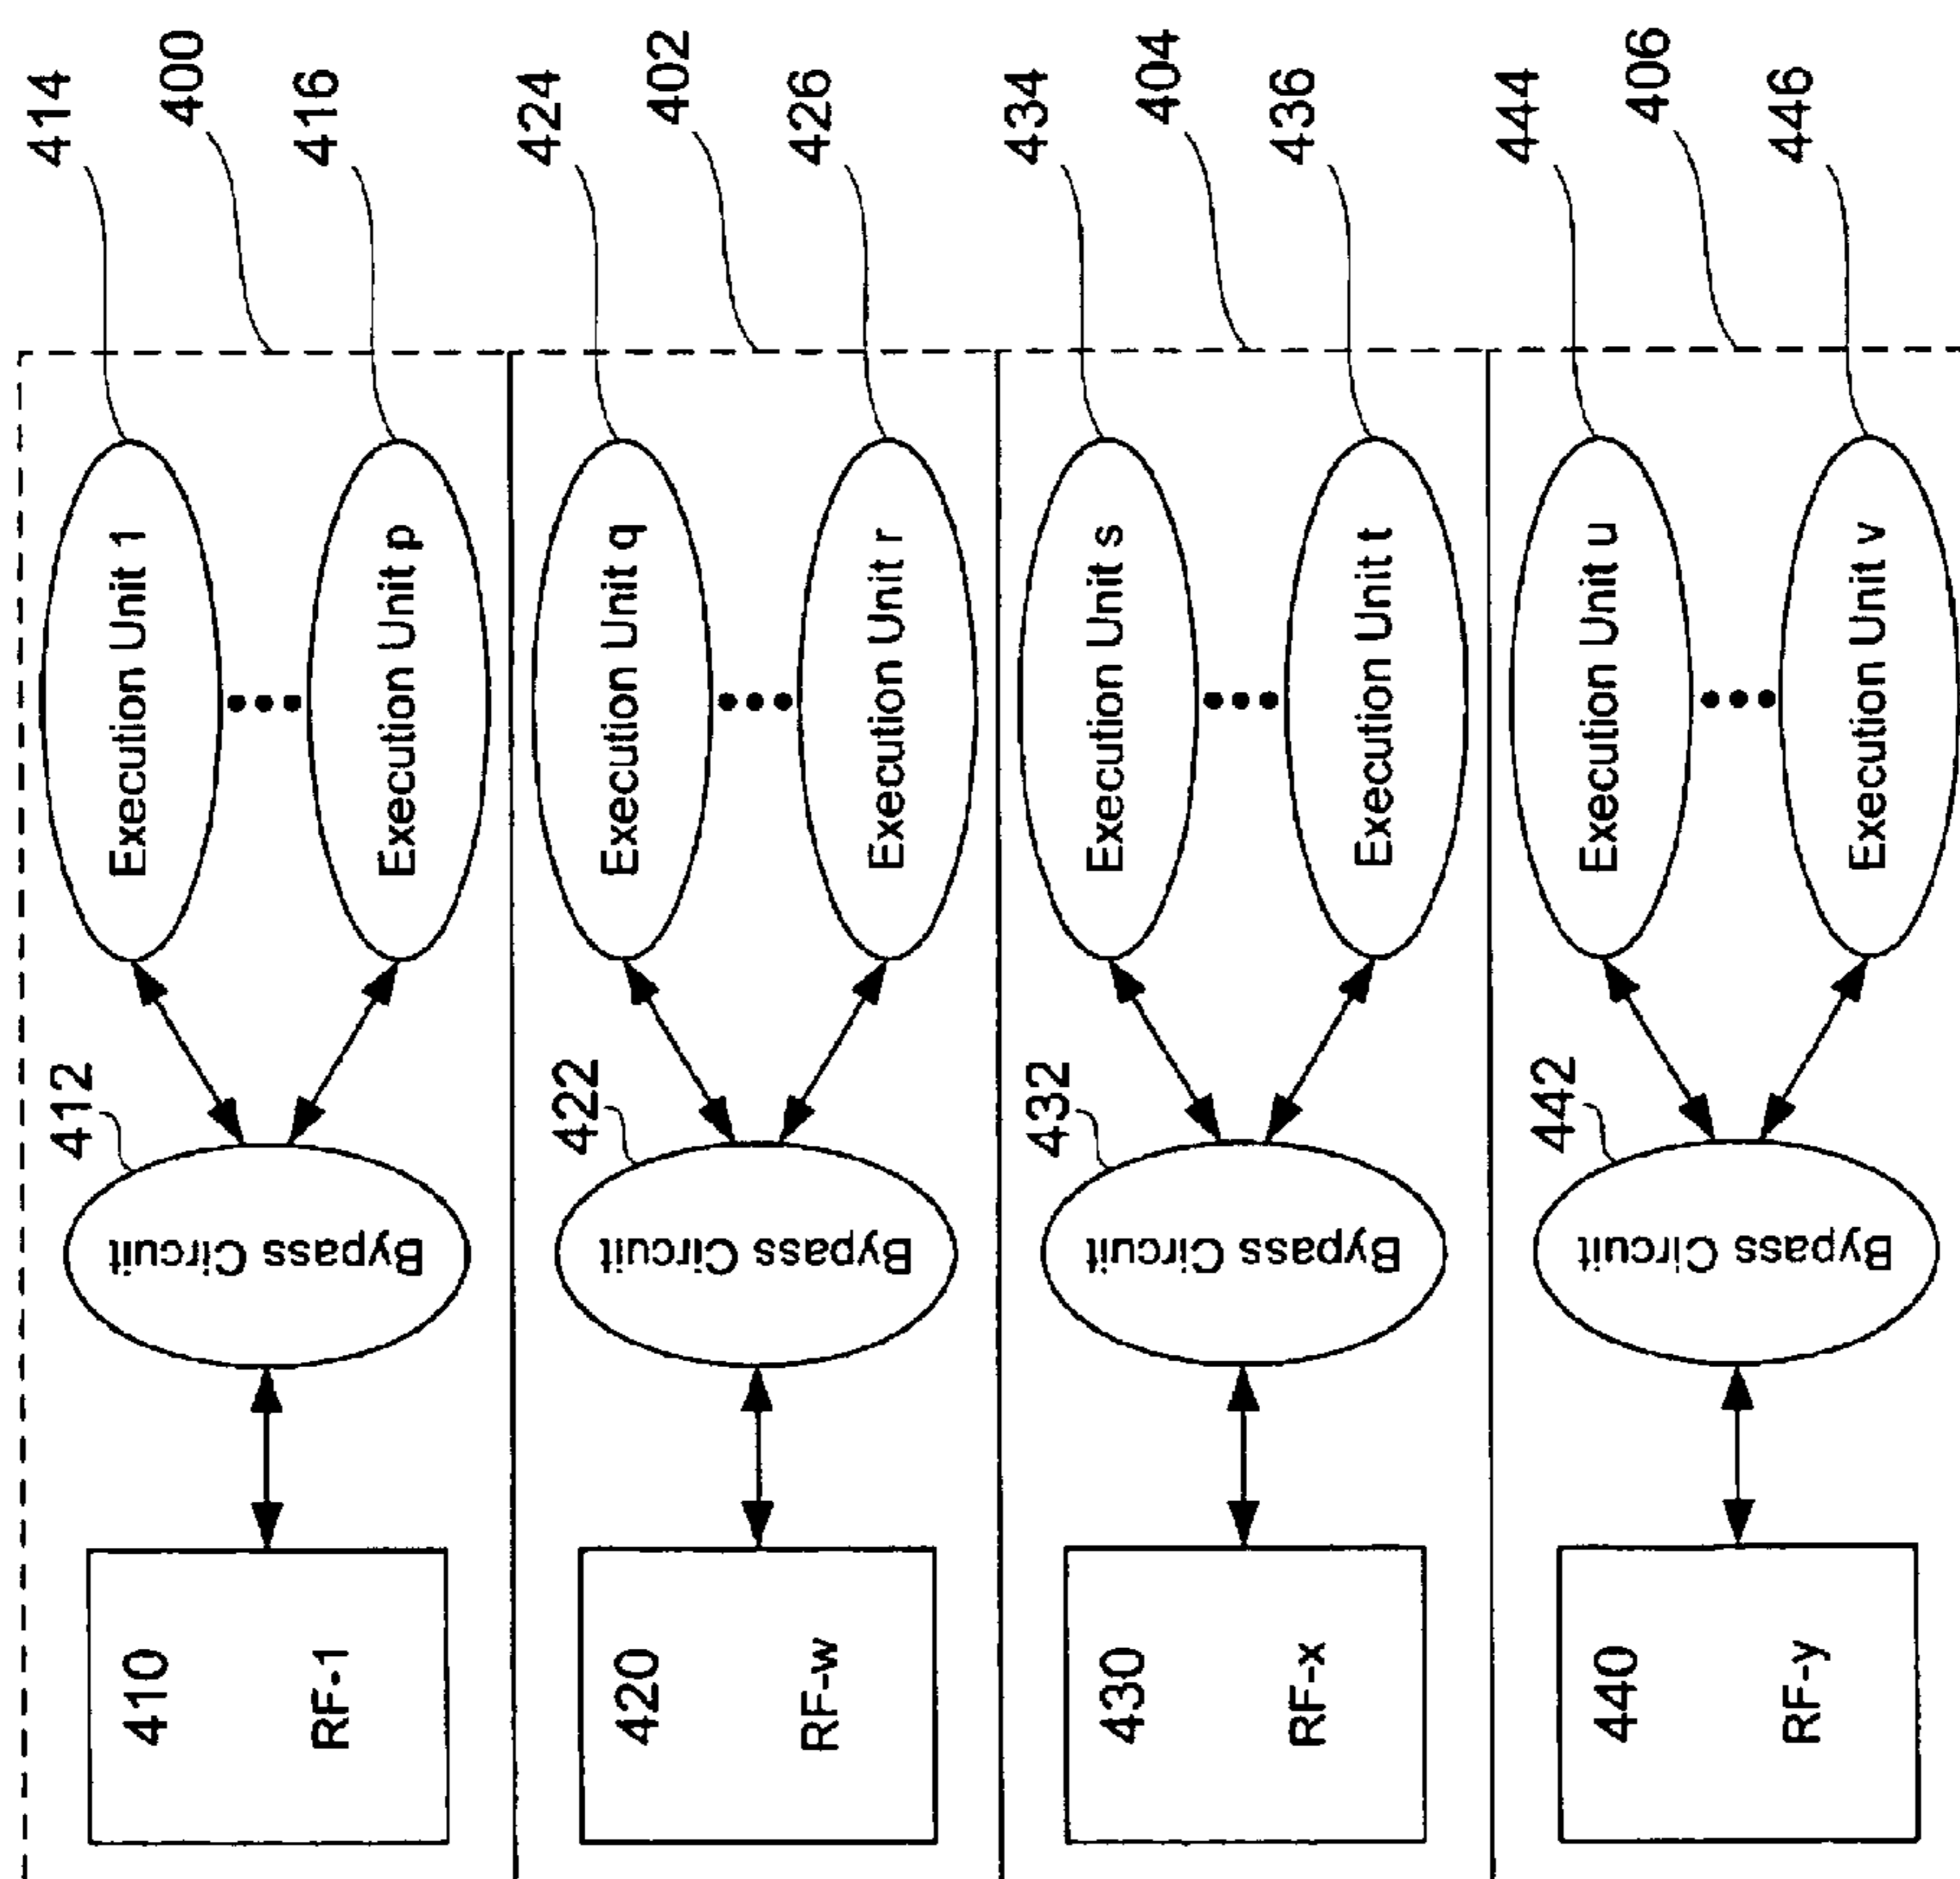 414
400
416
Execution Unit 1
Execution Unit p
412
Bypass Circuit
410
RF-1
424
402
426
Execution Unit q
Execution Unit r
422
Bypass Circuit
420
RF-w
434
404
436
Execution Unit s
Execution Unit t
432
Bypass Circuit
430
RF-x
444
406
446
Execution Unit u
Execution Unit v
442
Bypass Circuit
440
RF-y